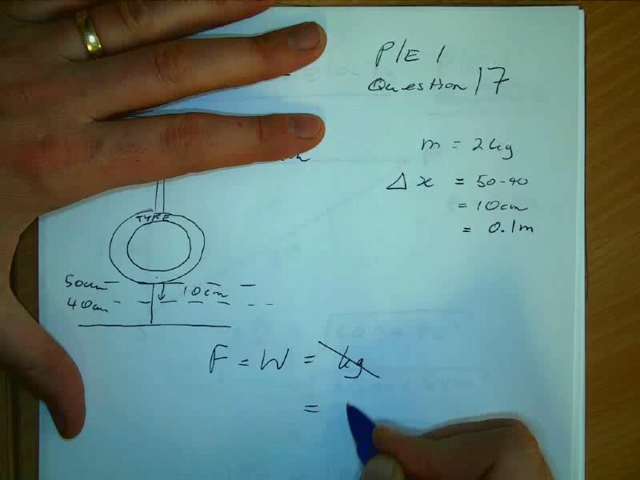 P/E 1
Question 17
m = 2kg
Δx = 50-40
= 10cm
= 0.1m
TYRE
50cm
10cm
40cm
F = W = kg
=